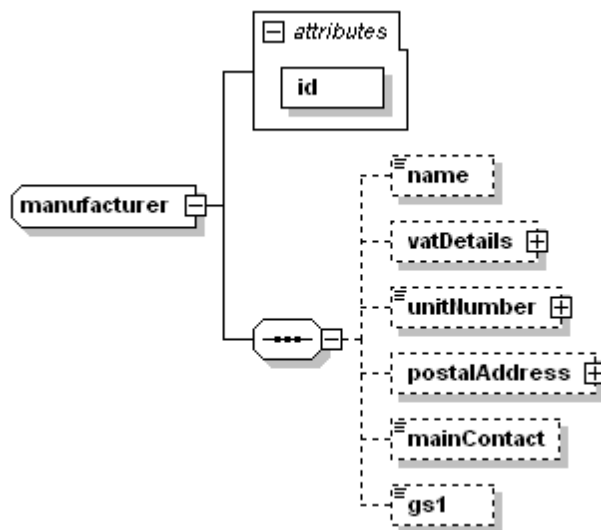 attributes
id
manufacturer
name
vatDetails
unitNumber
postalAddress
mainContact
gs1